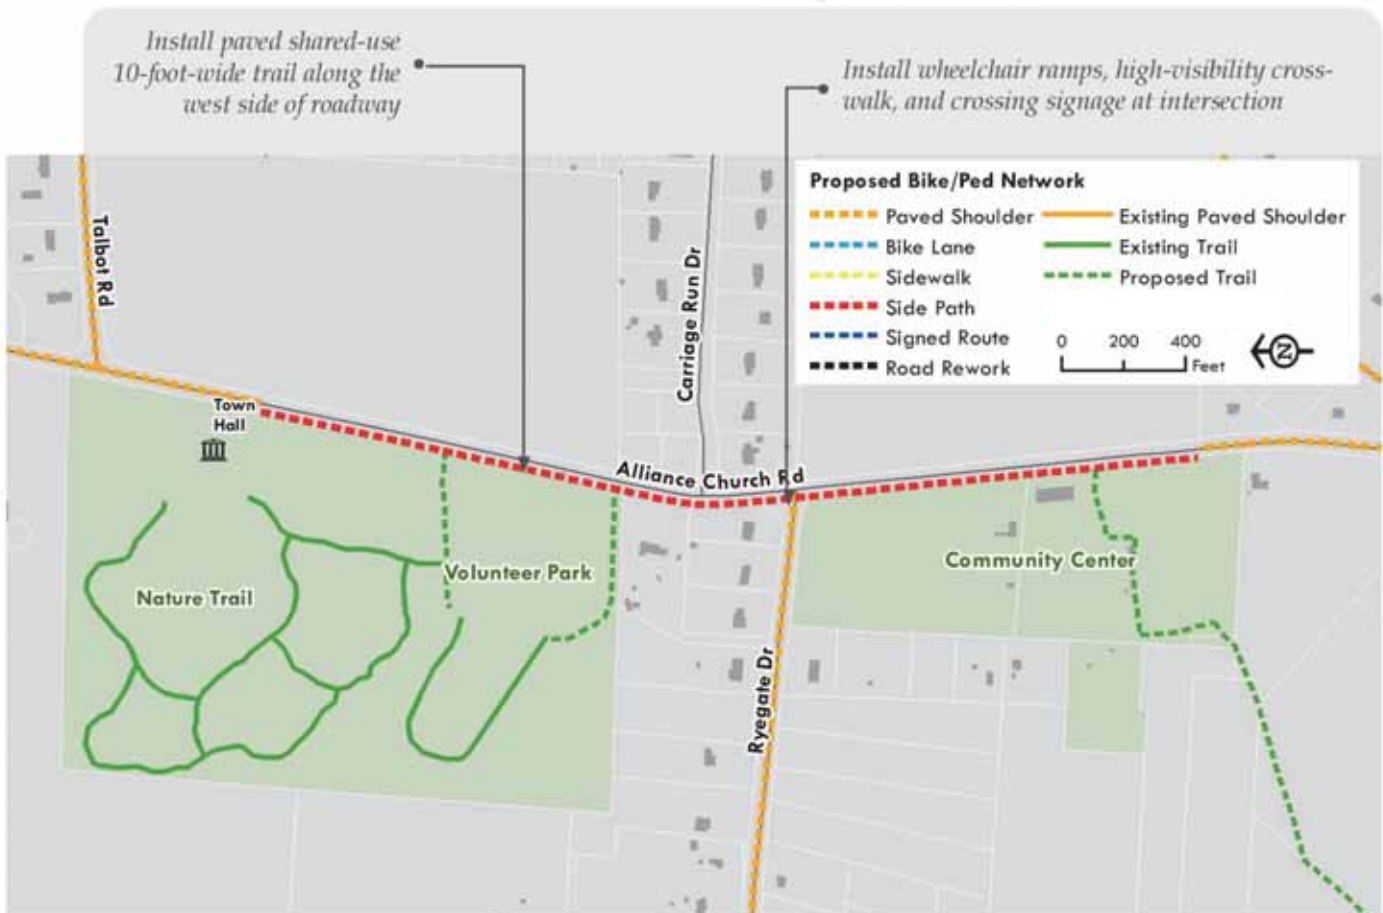 Install paved shared-use
10-foot-wide trail along the
west side of roadway
Install wheelchair ramps, high-visibility cross-
walk, and crossing signage at intersection
Proposed Bike/Ped Network
Paved Shoulder
Existing Paved Shoulder
Bike Lane
Existing Trail
Sidewalk
Proposed Trail
Side Path
Signed Route
Road Rework
0 200 400
Feet
N
Talbot Rd
Carriage Run Dr
Town
Hall
Alliance Church Rd
Volunteer Park
Community Center
Nature Trail
Ryegate Dr